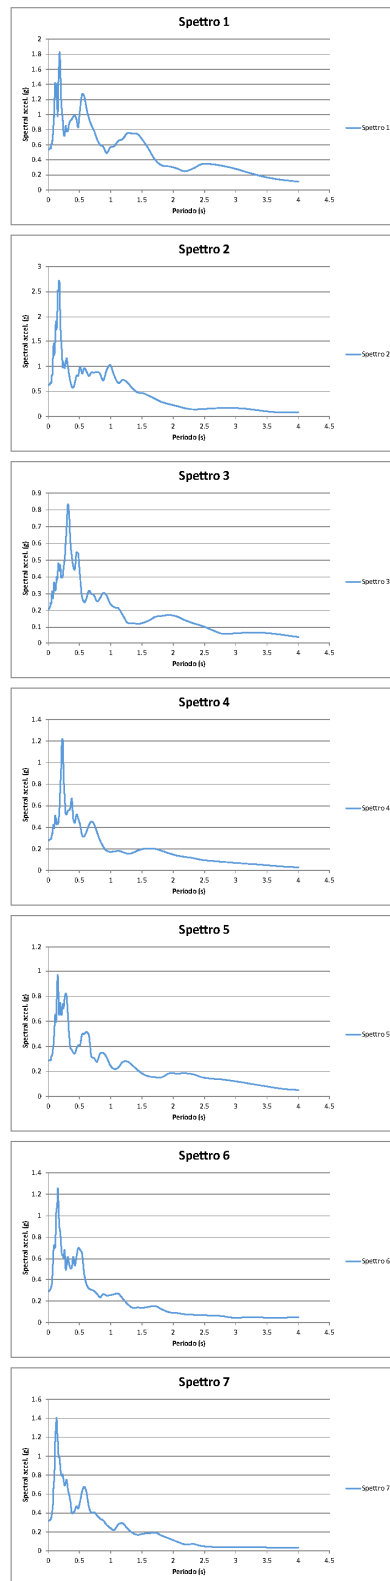 Spettro 1
Spectral accel. (g)
2
1.8
1.6
1.4
1.2
1
0.8
0.6
0.4
0.2
0
0 0.5 1 1.5 2 2.5 3 3.5 4 4.5
Periodo (s)
Spettro 1
Spettro 2
Spectral accel. (g)
3
2.5
2
1.5
1
0.5
0
0 0.5 1 1.5 2 2.5 3 3.5 4 4.5
Periodo (s)
Spettro 2
Spettro 3
Spectral accel. (g)
0.9
0.8
0.7
0.6
0.5
0.4
0.3
0.2
0.1
0
0 0.5 1 1.5 2 2.5 3 3.5 4 4.5
Periodo (s)
Spettro 3
Spettro 4
Spectral accel. (g)
1.4
1.2
1
0.8
0.6
0.4
0.2
0
0 0.5 1 1.5 2 2.5 3 3.5 4 4.5
Periodo (s)
Spettro 4
Spettro 5
Spectral accel. (g)
1.2
1
0.8
0.6
0.4
0.2
0
0 0.5 1 1.5 2 2.5 3 3.5 4 4.5
Periodo (s)
Spettro 5
Spettro 6
Spectral accel. (g)
1.4
1.2
1
0.8
0.6
0.4
0.2
0
0 0.5 1 1.5 2 2.5 3 3.5 4 4.5
Periodo (s)
Spettro 6
Spettro 7
Spectral accel. (g)
1.6
1.4
1.2
1
0.8
0.6
0.4
0.2
0
0 0.5 1 1.5 2 2.5 3 3.5 4 4.5
Periodo (s)
Spettro 7